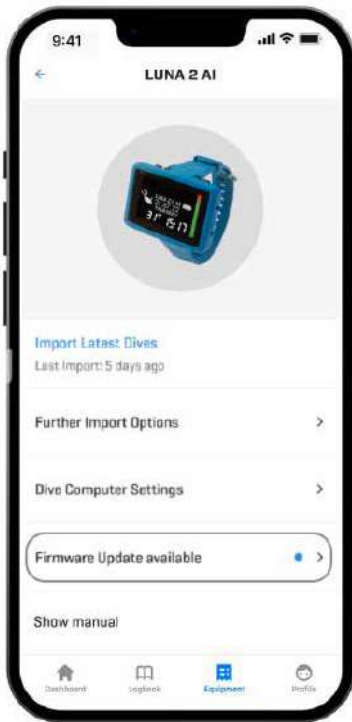 9:41
LUNA 2 AI
Import Latest Dives
Last Import: 5 days ago
Further Import Options
Dive Computer Settings
Firmware Update available
Show manual
Dashboard Logbook Equipment Profile